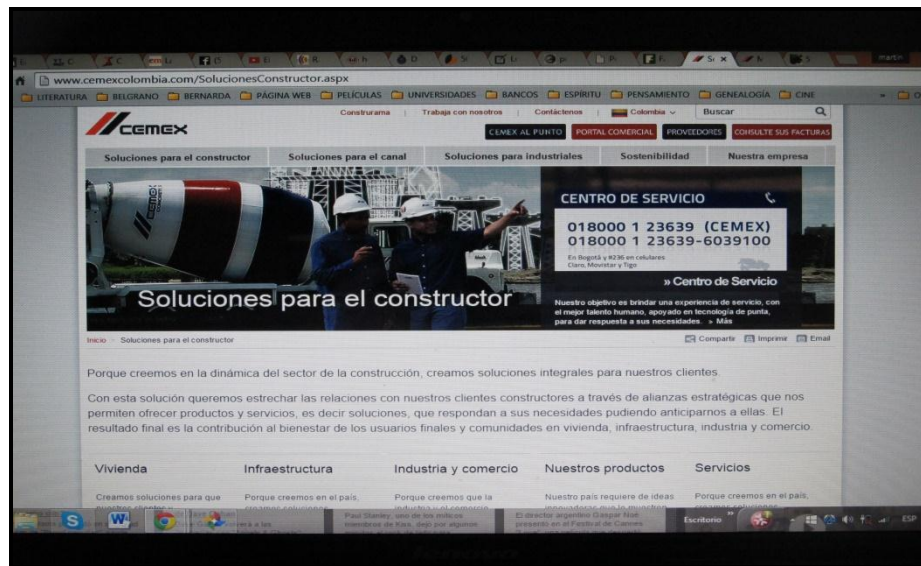 martin
www.cemexcolombia.com/SolucionesConstructor.aspx
LITERATURA BELGRANO BERNARDA PÁGINA WEB PELÍCULAS UNIVERSIDADES BANCOS ESPÍRITU PENSAMIENTO GENEALOGÍA CINE
Construrama | Trabaja con nosotros | Contáctenos | Colombia Buscar
CEMEX
CEMEX AL PUNTO PORTAL COMERCIAL PROVEEDORES CONSULTE SUS FACTURAS
Soluciones para el constructor Soluciones para el canal Soluciones para industriales Sostenibilidad Nuestra empresa
CENTRO DE SERVICIO
018000 1 23639 (CEMEX)
018000 1 23639-6039100
En Bogotá y #236 en celulares
Claro, Movistar y Tigo
» Centro de Servicio
Soluciones para el constructor
Nuestro objetivo es brindar una experiencia de servicio, con
el mejor talento humano, apoyado en tecnología de punta,
para dar respuesta a sus necesidades. » Más
Inicio Soluciones para el constructor Compartir Imprimir Email
Porque creemos en la dinámica del sector de la construcción, creamos soluciones integrales para nuestros clientes.
Con esta solución queremos estrechar las relaciones con nuestros clientes constructores a través de alianzas estratégicas que nos
permiten ofrecer productos y servicios, es decir soluciones, que respondan a sus necesidades pudiendo anticiparnos a ellas. El
resultado final es la contribución al bienestar de los usuarios finales y comunidades en vivienda, infraestructura, industria y comercio.
Vivienda Infraestructura Industria y comercio Nuestros productos Servicios
Creamos soluciones para que Porque creemos en el país, Porque creemos que la Nuestro país requiere de ideas Porque creemos en el país,
Paul Stanley, uno de los míticos El director argentino Gaspar Noé
miembros de Kiss, dejó por algunos presentó en el Festival de Cannes
Escritorio ESP
lenovo